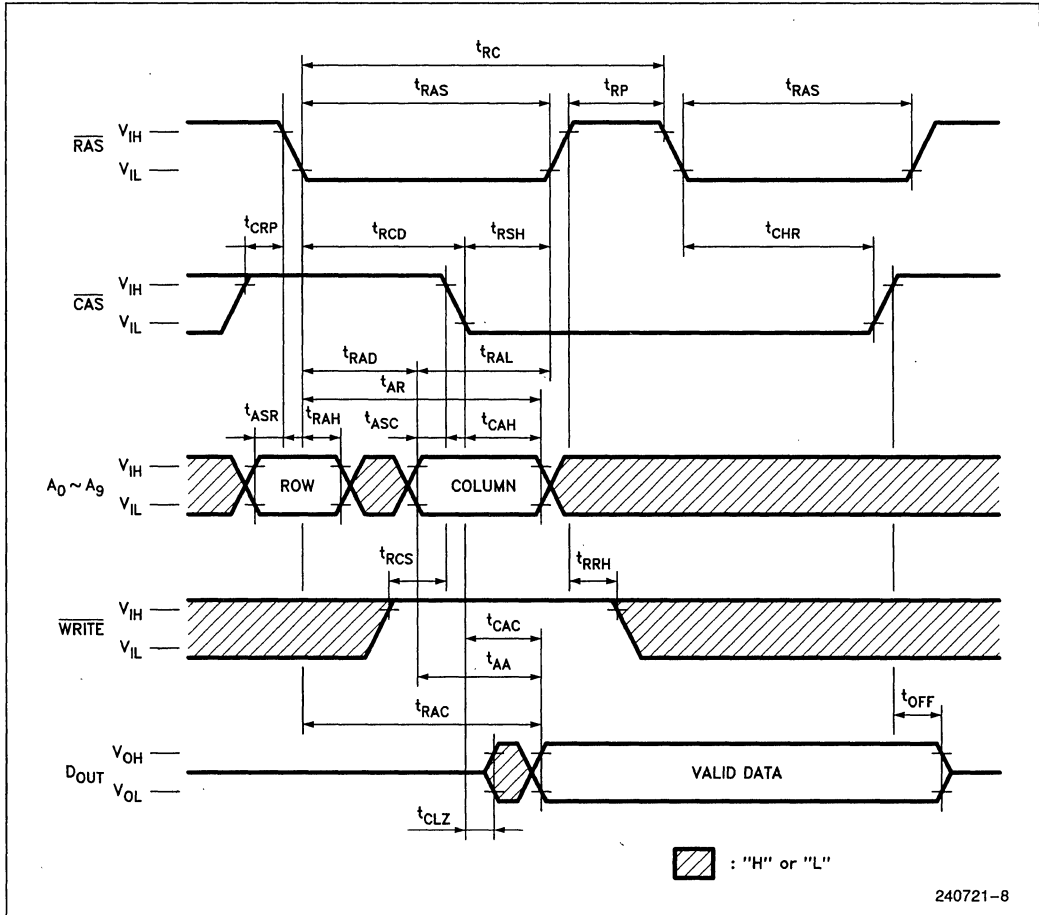 tRC
tRAS tRP tRAS
RAS VIH
VIL
tCRP tRCD tRSH tCHR
CAS VIH
VIL
tRAD tRAL
tAR
tASR tRAH tASC tCAH
A0 ~ A9 VIH
VIL
ROW COLUMN
tRCS tRRH
WRITE VIH
VIL
tCAC
tAA
tRAC tOFF
DOUT VOH
VOL
VALID DATA
tCLZ
: "H" or "L"
240721-8